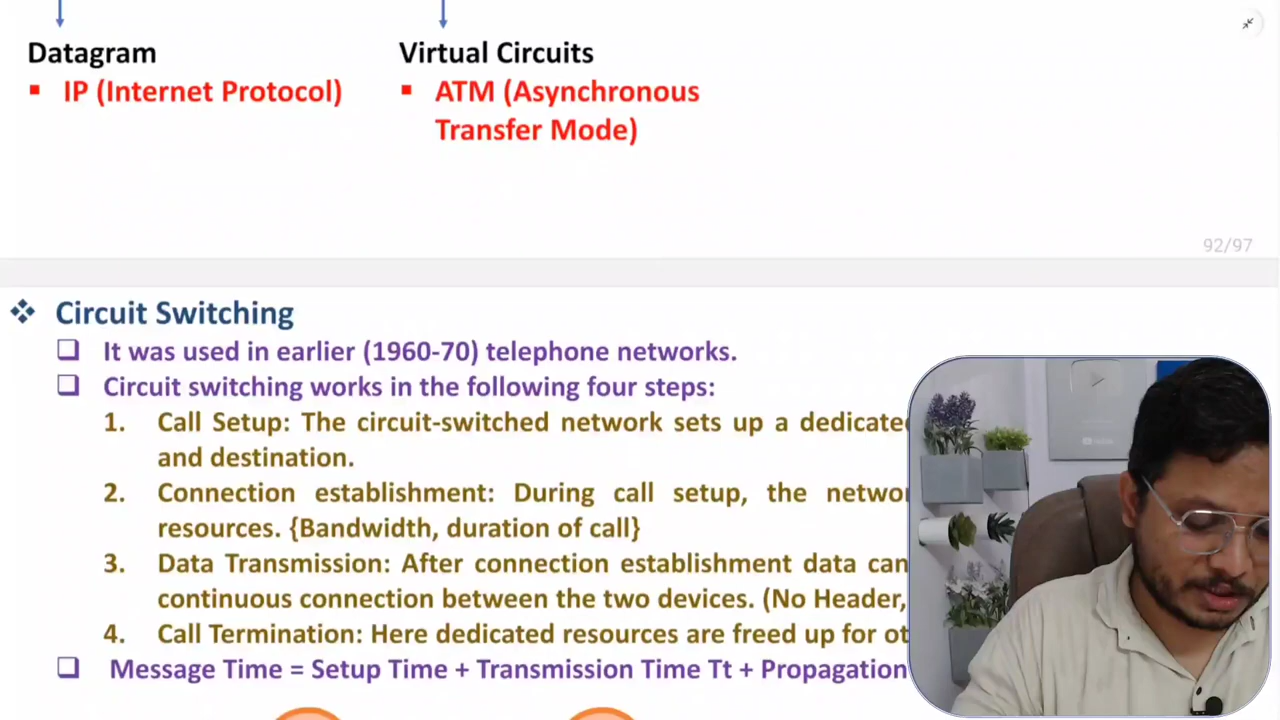 Datagram Virtual Circuits
▪ IP (Internet Protocol) ▪ ATM (Asynchronous
Transfer Mode)
92/97
❖ Circuit Switching
❑ It was used in earlier (1960-70) telephone networks.
❑ Circuit switching works in the following four steps:
1. Call Setup: The circuit-switched network sets up a dedicated
and destination.
2. Connection establishment: During call setup, the
resources. {Bandwidth, duration of call}
3. Data Transmission: After connection establishment data can
continuous connection between the two devices. (No Header,
4. Call Termination: Here dedicated resources are freed up for
❑ Message Time = Setup Time + Transmission Time Tt + Propagation